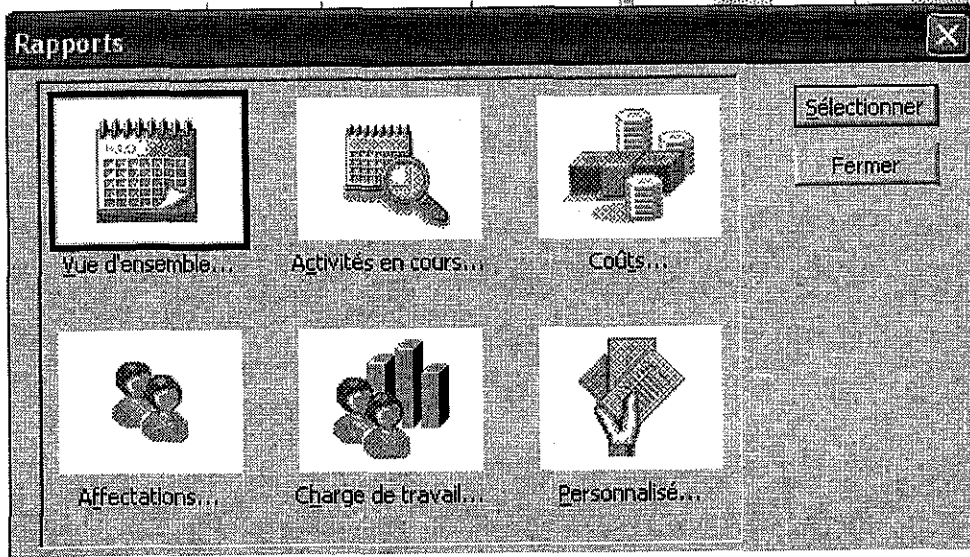 Rapports
Sélectionner
Fermer
Vue d'ensemble...
Activités en cours...
Coûts...
Affectations...
Charge de travail...
Personnalisé...